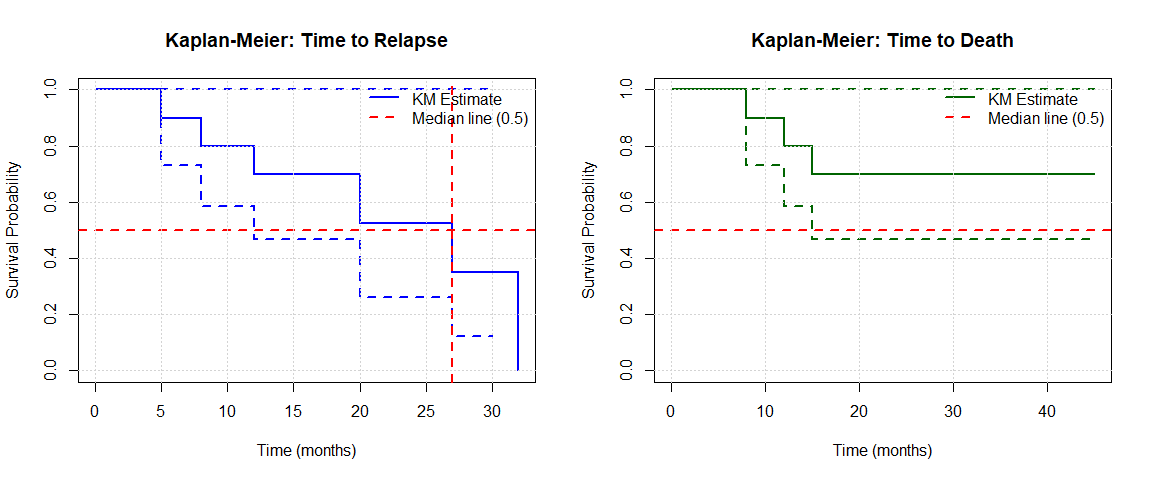 Kaplan-Meier: Time to Relapse
KM Estimate
Median line (0.5)
Survival Probability
1.0
0.8
0.6
0.4
0.2
0.0
0 5 10 15 20 25 30
Time (months)
Kaplan-Meier: Time to Death
KM Estimate
Median line (0.5)
Survival Probability
1.0
0.8
0.6
0.4
0.2
0.0
0 10 20 30 40
Time (months)